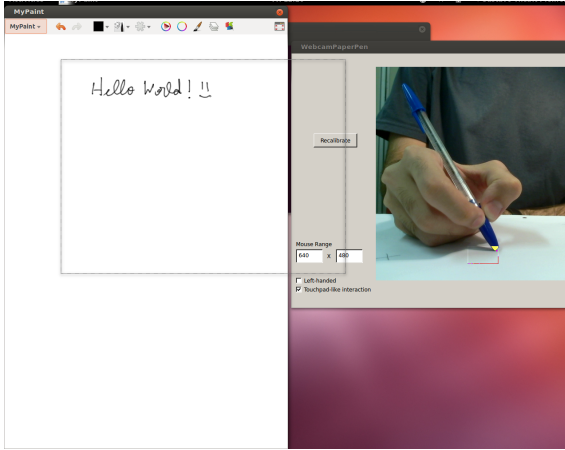 MyPaint
MyPaint
Hello World! !!
WebcamPaperPen
Recalibrate
Mouse Range
640 x 480
Left-handed
Touchpad-like interaction